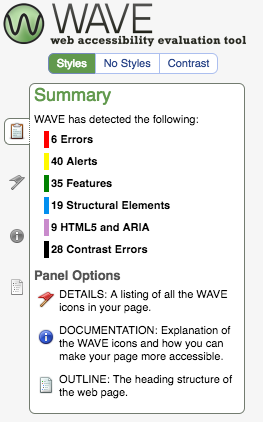 WAVE
web accessibility evaluation tool
Styles No Styles Contrast
Summary
WAVE has detected the following:
6 Errors
40 Alerts
35 Features
19 Structural Elements
9 HTML5 and ARIA
28 Contrast Errors
Panel Options
DETAILS: A listing of all the WAVE
icons in your page.
DOCUMENTATION: Explanation of
the WAVE icons and how you can
make your page more accessible.
OUTLINE: The heading structure of
the web page.